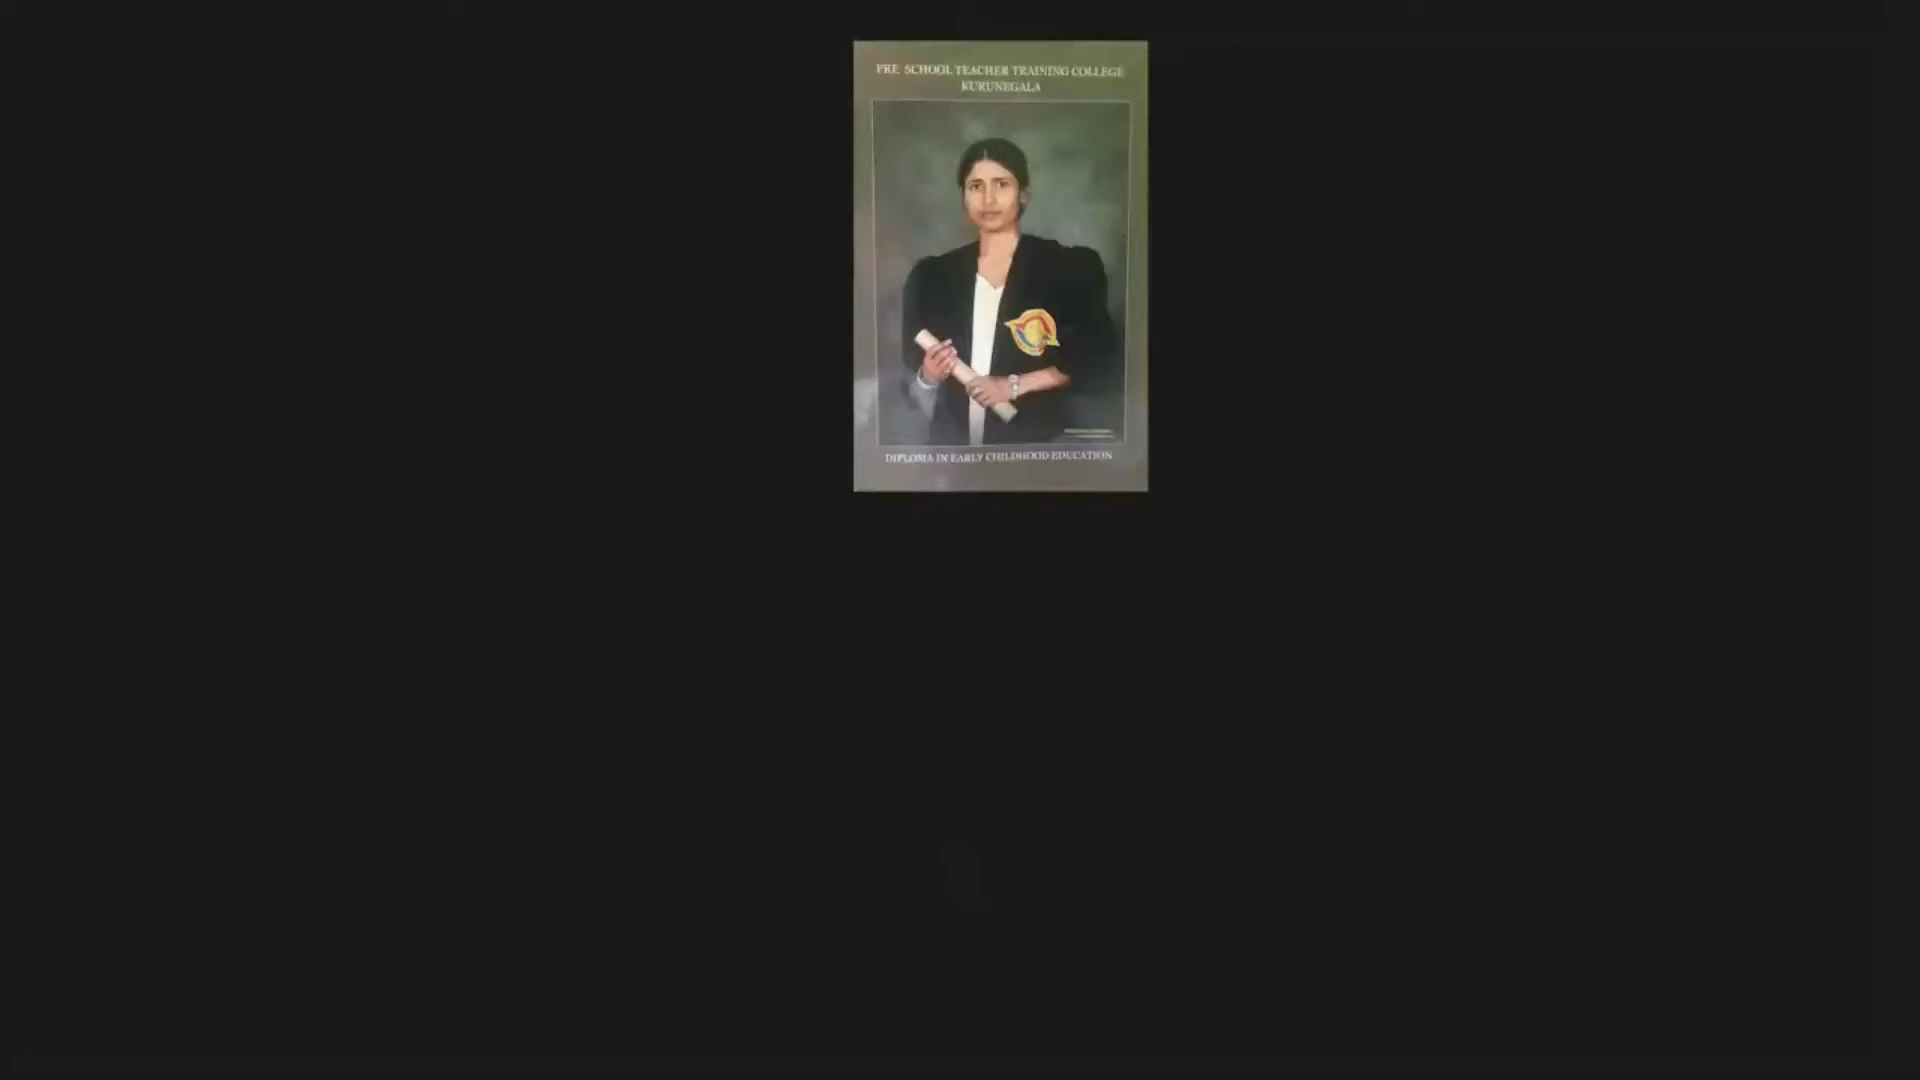 PRE SCHOOL TEACHER TRAINING COLLEGE
KURUNEGALA
DIPLOMA IN EARLY CHILDHOOD EDUCATION